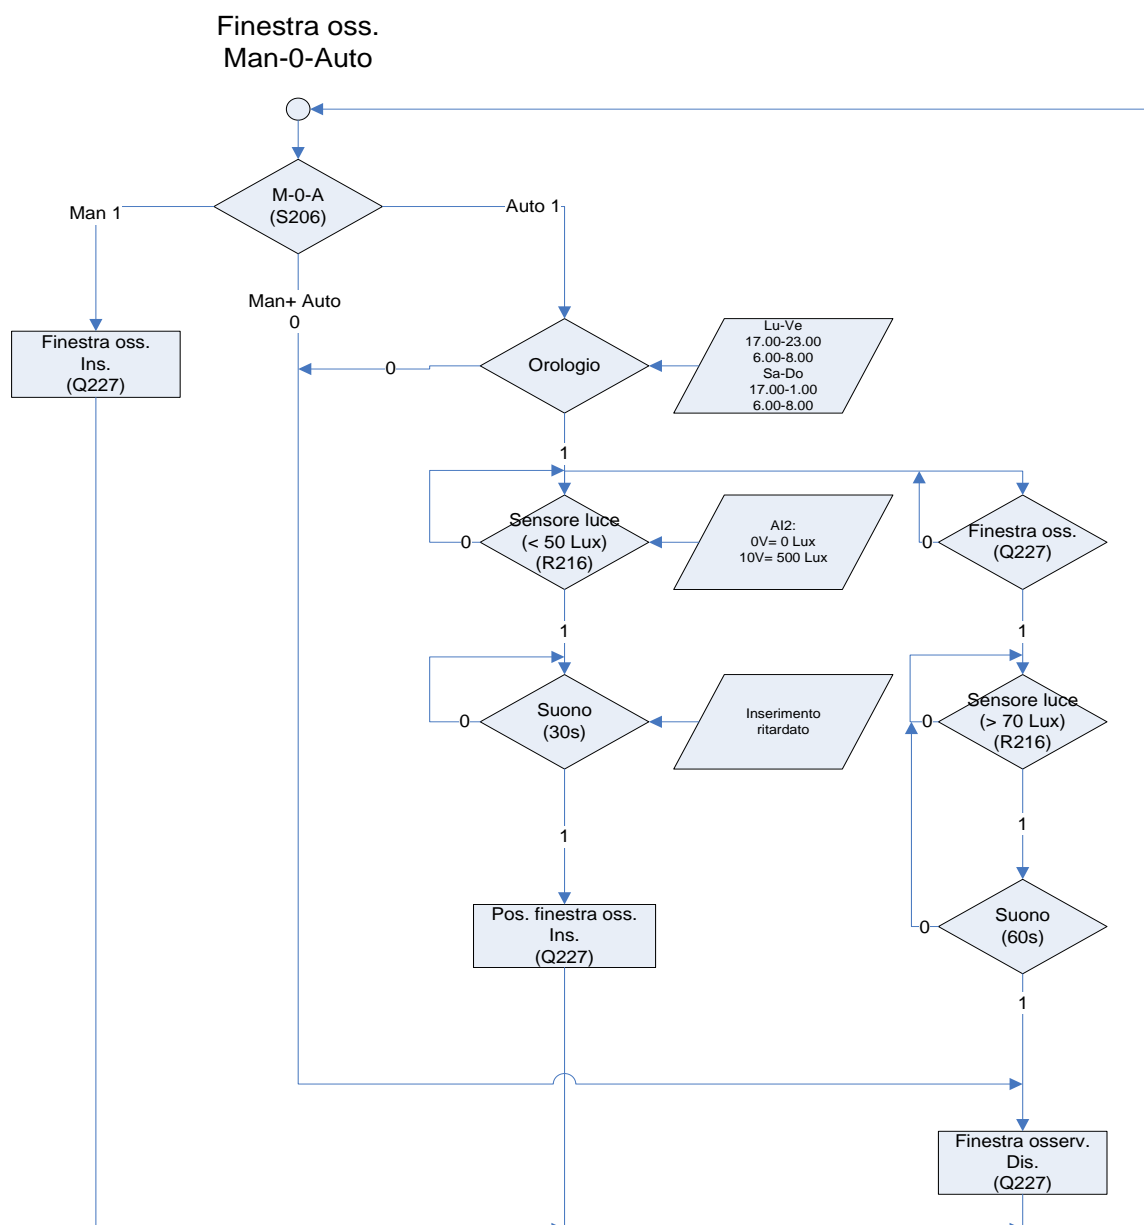 Finestra oss.
Man-0-Auto
M-0-A
(S206)
Man 1
Auto 1
Man+ Auto
0
Finestra oss.
Ins.
(Q227)
0
Orologio
Lu-Ve
17.00-23.00
6.00-8.00
Sa-Do
17.00-1.00
6.00-8.00
1
Sensore luce
(< 50 Lux)
(R216)
0
AI2:
0V= 0 Lux
10V= 500 Lux
Finestra oss.
(Q227)
0
1
1
Suono
(30s)
0
Inserimento
ritardato
Sensore luce
(> 70 Lux)
(R216)
0
1
1
Pos. finestra oss.
Ins.
(Q227)
Suono
(60s)
0
1
Finestra osserv.
Dis.
(Q227)